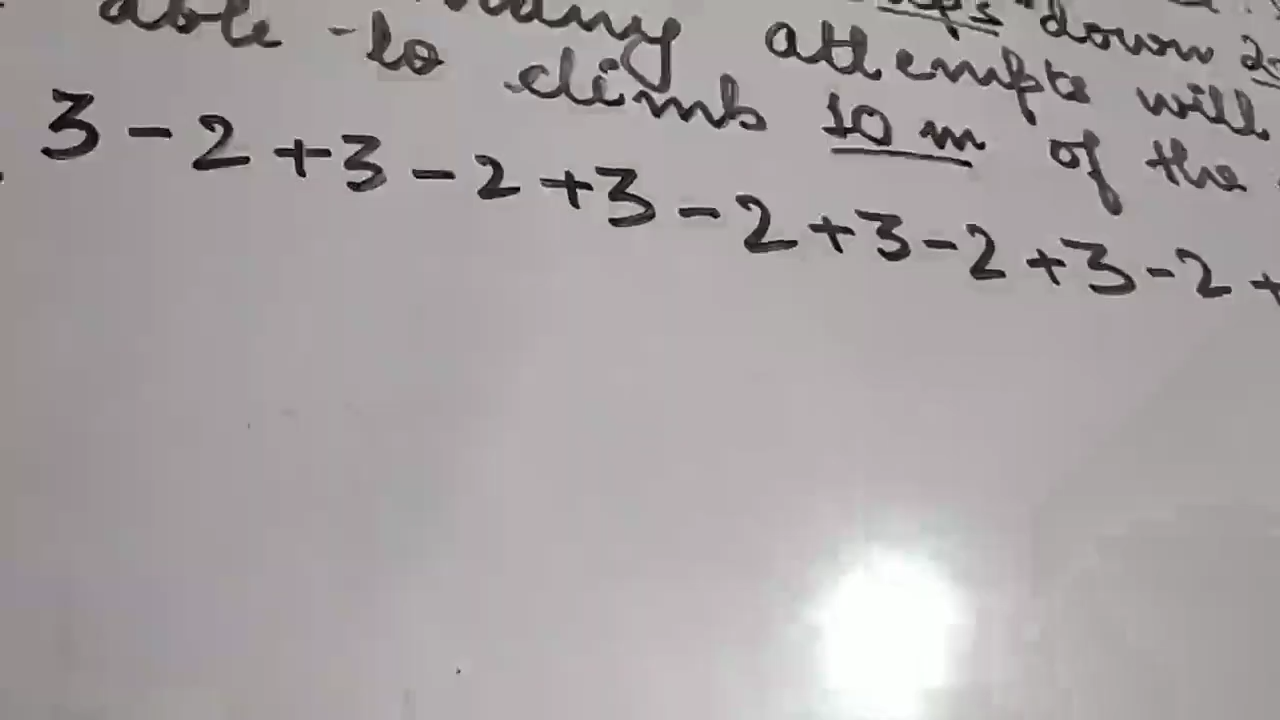 down
able to climb 10 m of the
many attempts will
3 - 2 + 3 - 2 + 3 - 2 + 3 - 2 + 3 - 2 +